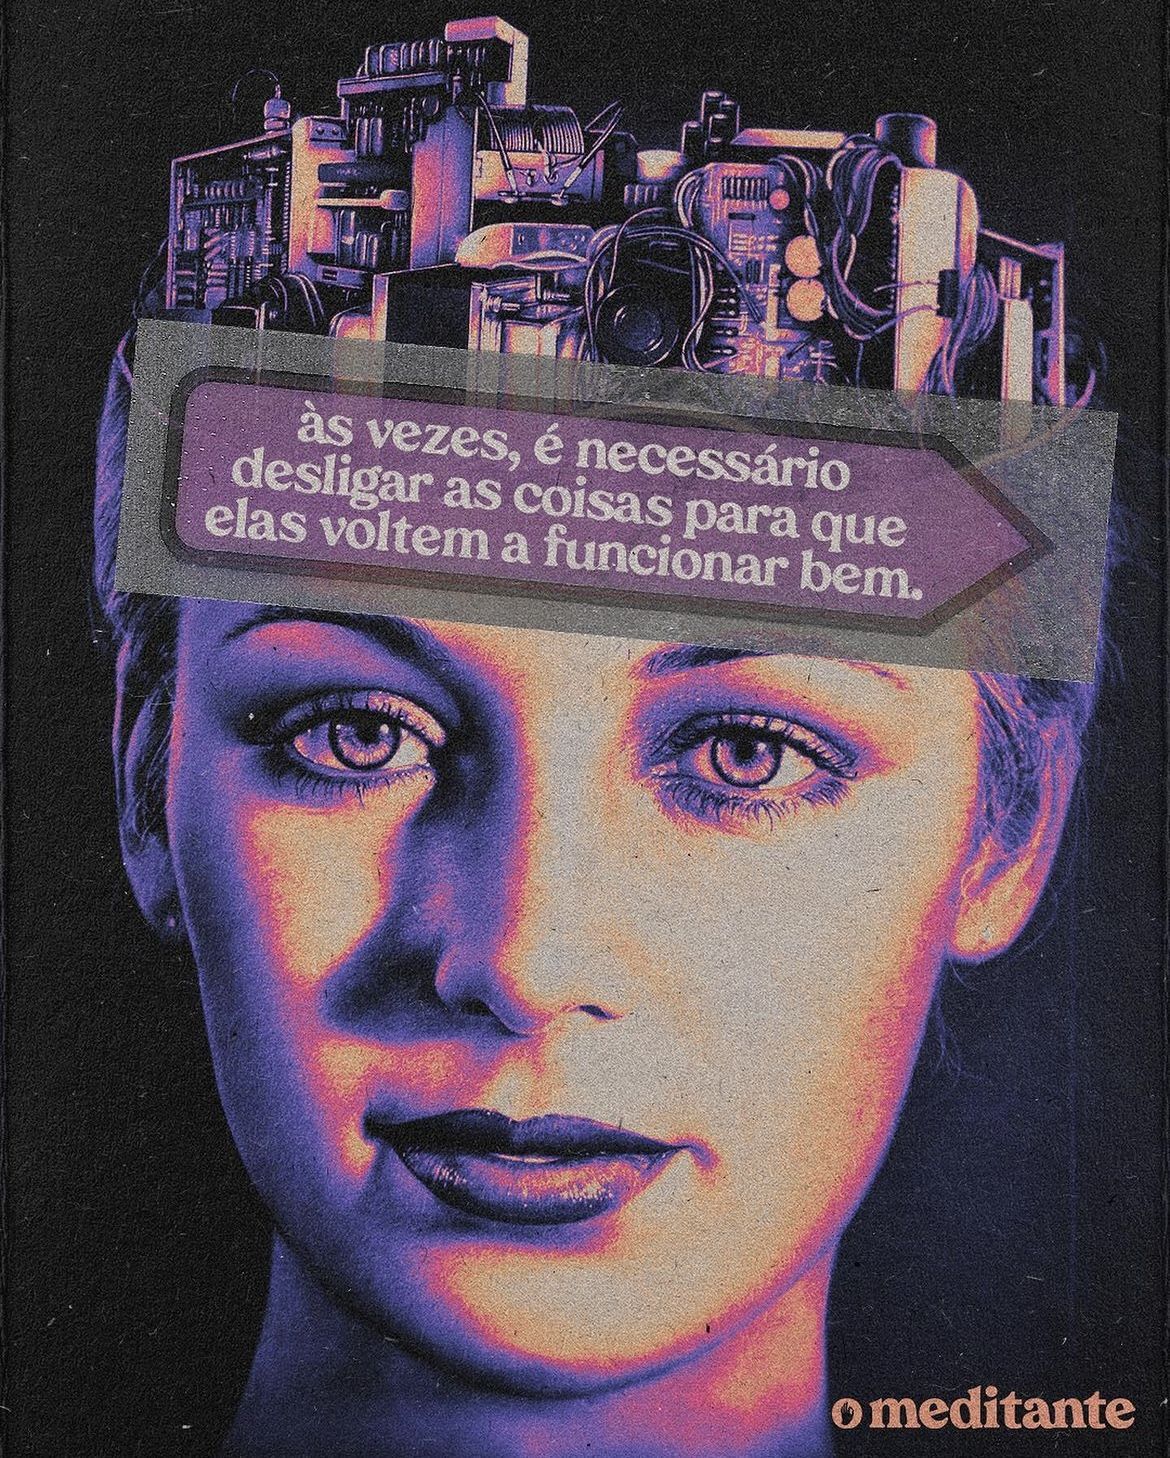 às vezes, é necessário
desligar as coisas para que
elas voltem a funcionar bem.
o meditante